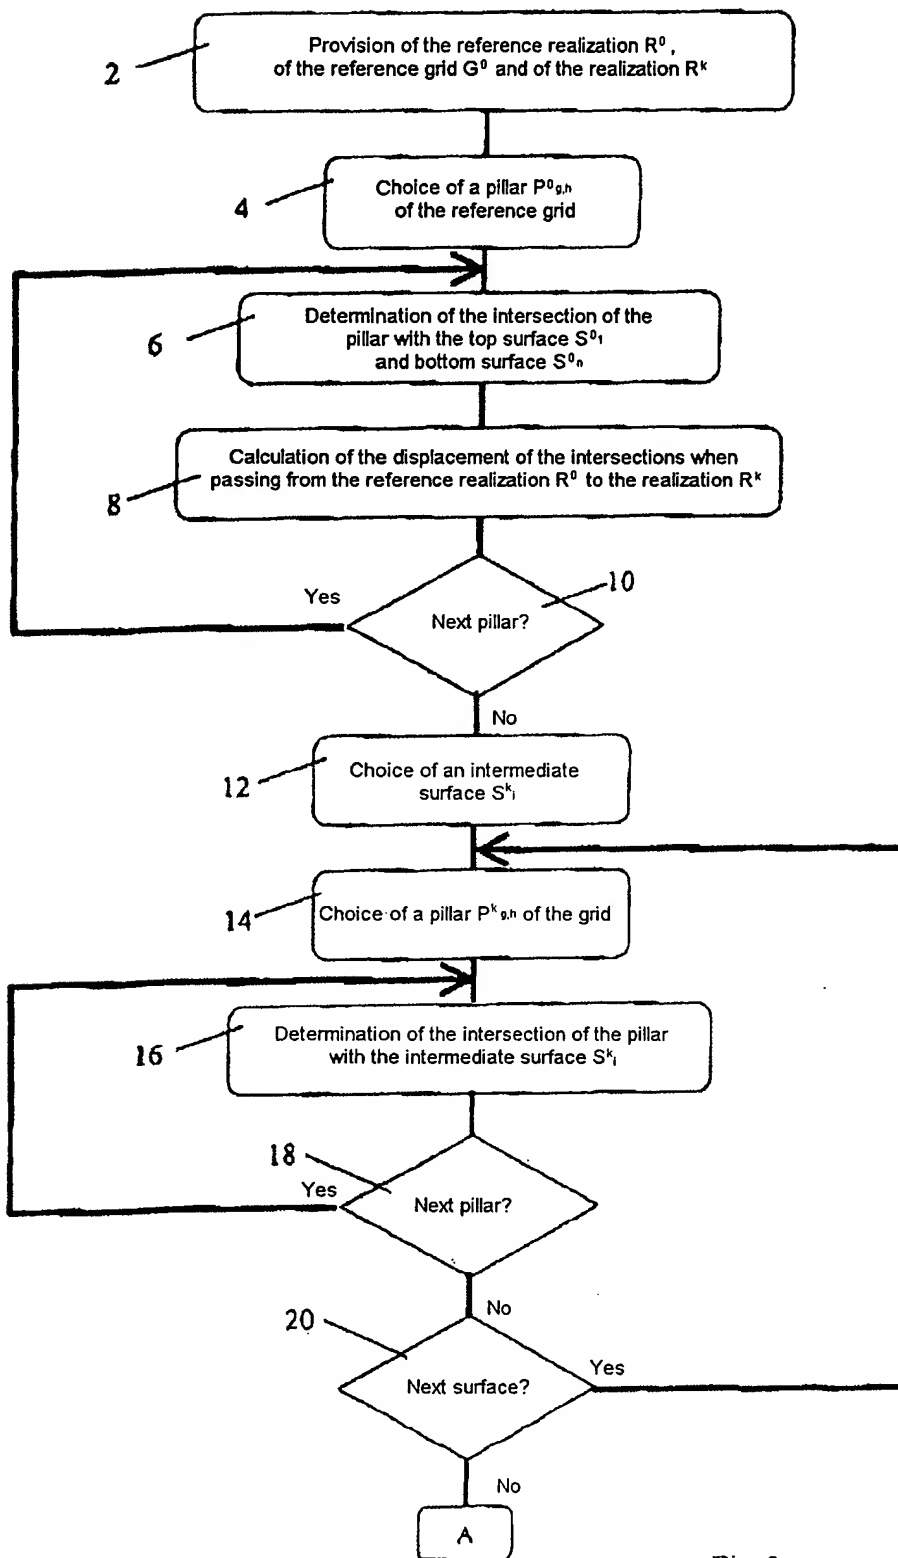 Provision of the reference realization R⁰ ,
of the reference grid G⁰ and of the realization Rᵏ
2
Choice of a pillar P⁰g,h
of the reference grid
4
Determination of the intersection of the
pillar with the top surface S⁰₁
and bottom surface S⁰ₙ
6
Calculation of the displacement of the intersections when
passing from the reference realization R⁰ to the realization Rᵏ
8
10
Yes
Next pillar?
No
Choice of an intermediate
surface Sᵏᵢ
12
Choice of a pillar Pᵏg,h of the grid
14
Determination of the intersection of the pillar
with the intermediate surface Sᵏᵢ
16
18
Yes
Next pillar?
No
20
Yes
Next surface?
No
A